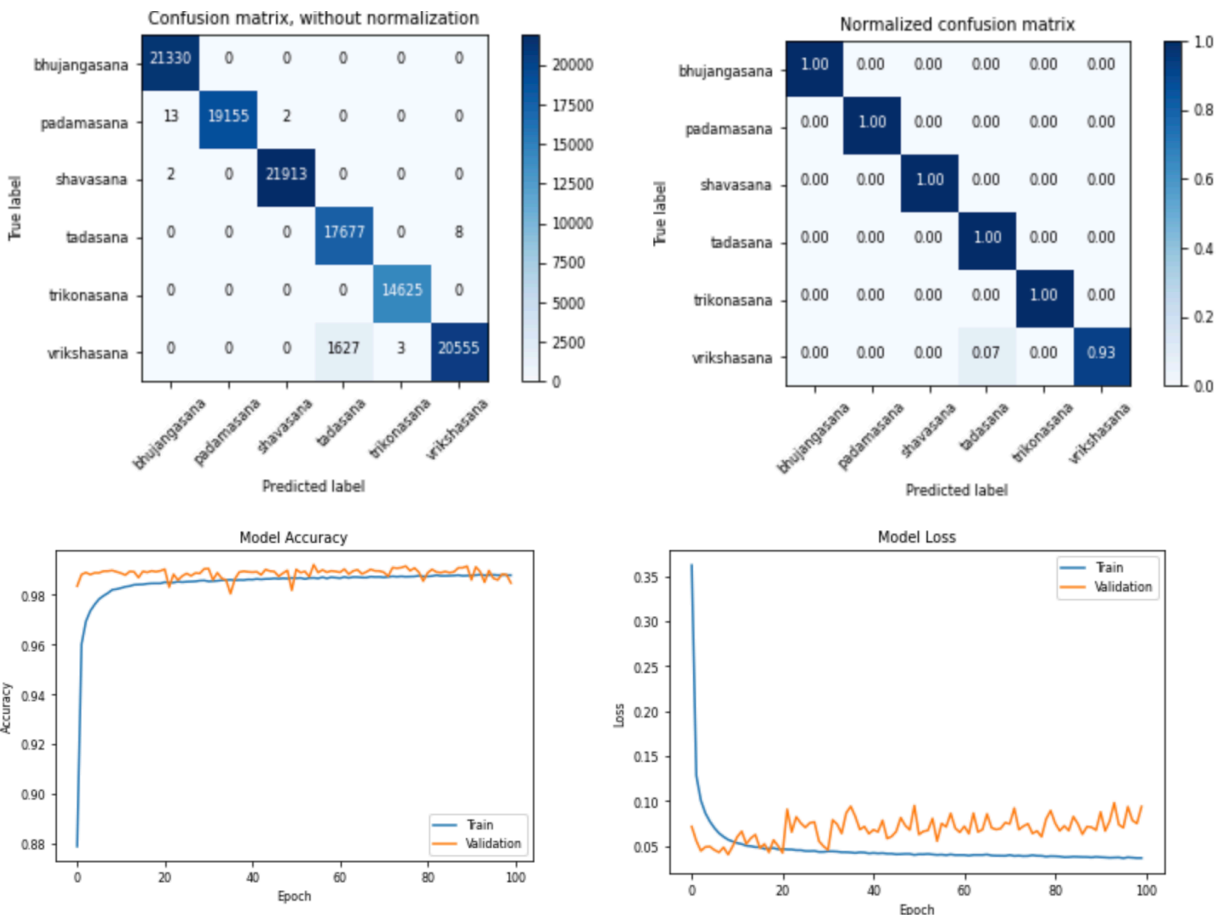 Confusion matrix, without normalization
bhujangasana 21330 0 0 0 0 0
padamasana 13 19155 2 0 0 0
shavasana 2 0 21913 0 0 0
tadasana 0 0 0 17677 0 8
trikonasana 0 0 0 0 14625 0
vrikshasana 0 0 0 1627 3 20555
True label
bhujangasana padamasana shavasana tadasana trikonasana vrikshasana
Predicted label
20000
17500
15000
12500
10000
7500
5000
2500
0
Normalized confusion matrix
bhujangasana 1.00 0.00 0.00 0.00 0.00 0.00
padamasana 0.00 1.00 0.00 0.00 0.00 0.00
shavasana 0.00 0.00 1.00 0.00 0.00 0.00
tadasana 0.00 0.00 0.00 1.00 0.00 0.00
trikonasana 0.00 0.00 0.00 0.00 1.00 0.00
vrikshasana 0.00 0.00 0.00 0.07 0.00 0.93
True label
bhujangasana padamasana shavasana tadasana trikonasana vrikshasana
Predicted label
1.0
0.8
0.6
0.4
0.2
0.0
Model Accuracy
0.98
0.96
0.94
0.92
0.90
0.88
Accuracy
Train
Validation
0 20 40 60 80 100
Epoch
Model Loss
0.35
0.30
0.25
0.20
0.15
0.10
0.05
Loss
Train
Validation
0 20 40 60 80 100
Epoch